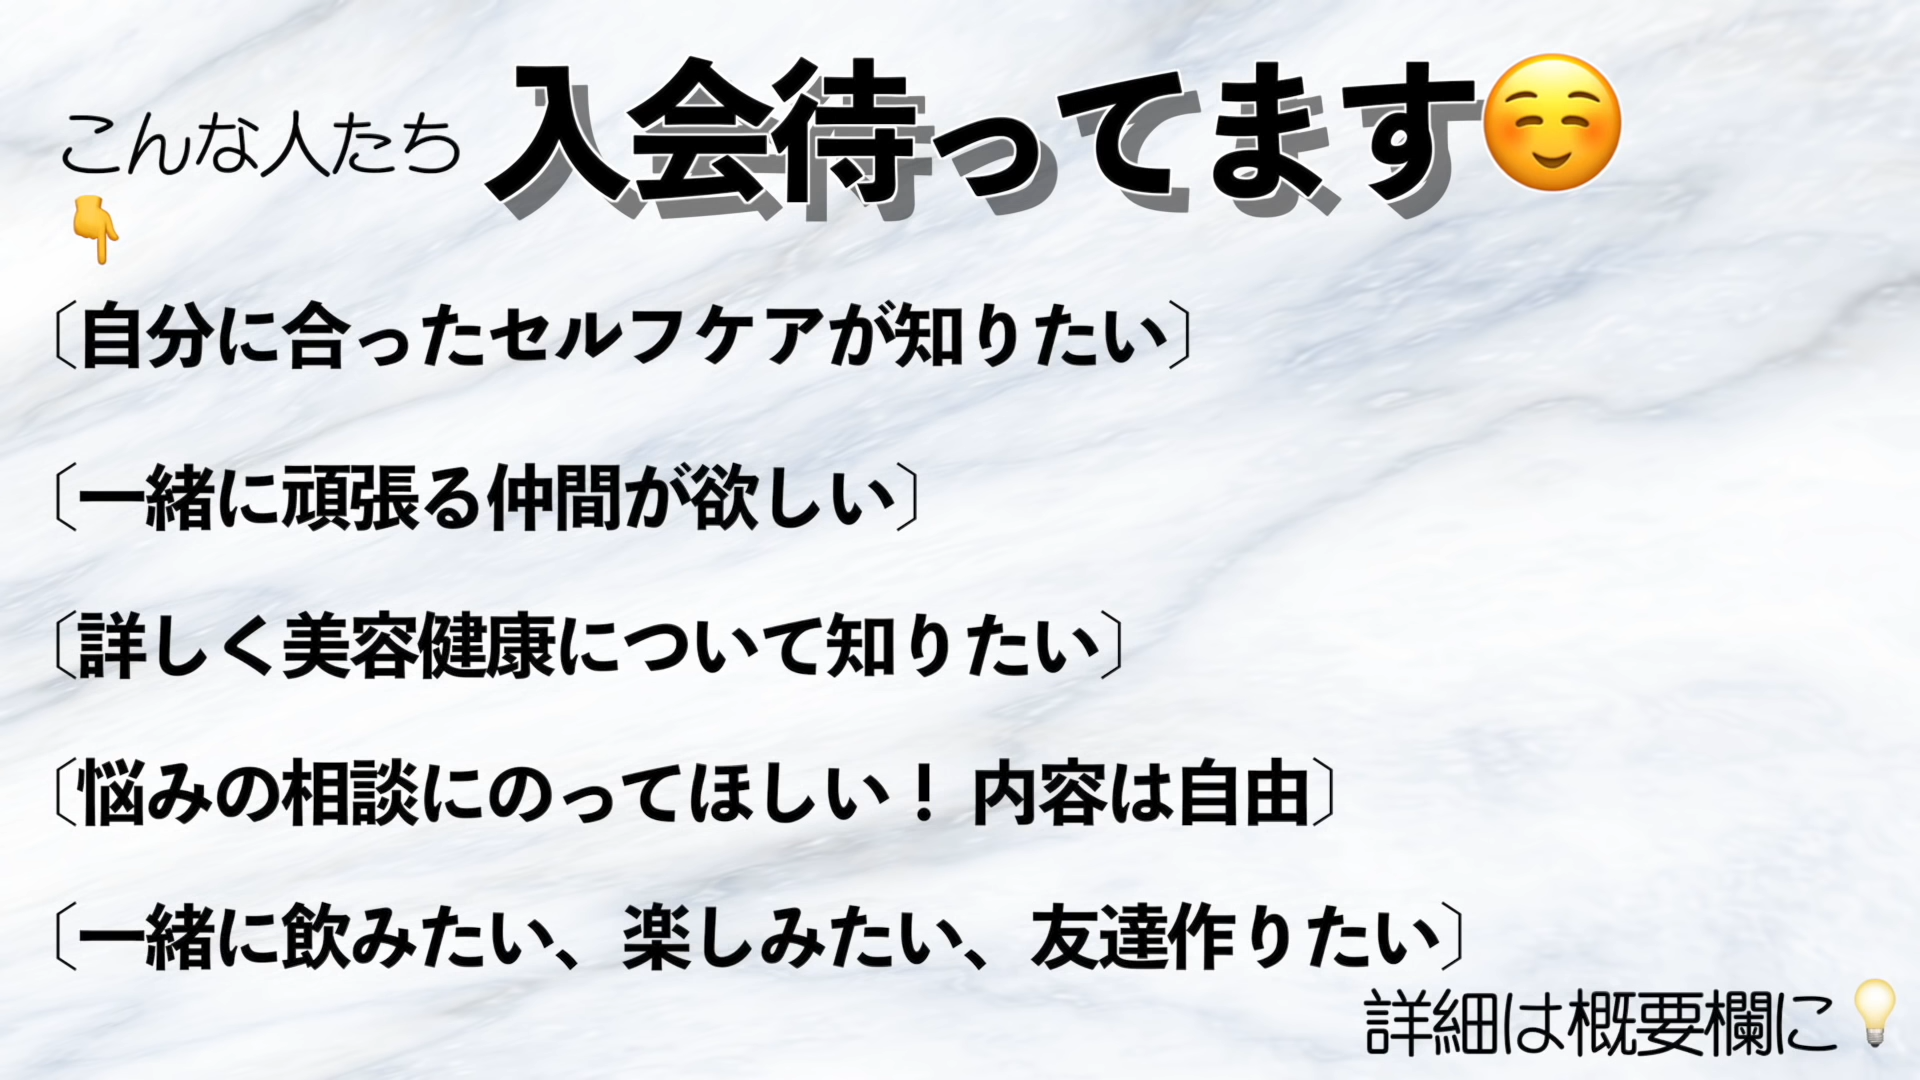 こんな人たち 入会待ってます☺️
👇
〔自分に合ったセルフケアが知りたい〕
〔一緒に頑張る仲間が欲しい〕
〔詳しく美容健康について知りたい〕
〔悩みの相談にのってほしい！ 内容は自由〕
〔一緒に飲みたい、楽しみたい、友達作りたい〕
詳細は概要欄に💡